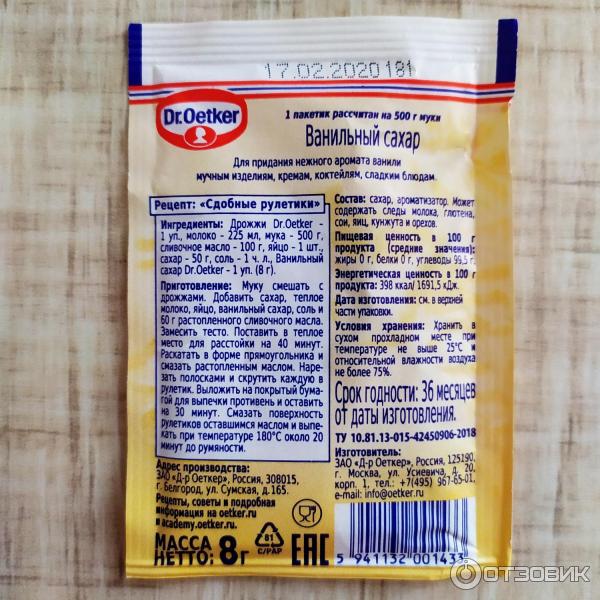 17.02.2020 181
Dr.Oetker
1 пакетик рассчитан на 500 г муки
Ванильный сахар
Для придания нежного аромата ванили
мучным изделиям, кремам, коктейлям, сладким блюдам.
Рецепт: «Сдобные рулетики»
Ингредиенты: Дрожжи Dr.Oetker -
1 уп., молоко - 225 мл, мука - 500 г,
сливочное масло - 100 г, яйцо - 1 шт.,
сахар - 50 г, соль - 1 ч. л., Ванильный
сахар Dr.Oetker - 1 уп. (8 г).
Приготовление: Муку смешать с
дрожжами. Добавить сахар, теплое
молоко, яйцо, ванильный сахар, соль и
60 г растопленного сливочного масла.
Замесить тесто. Поставить в теплое
место для расстойки на 40 минут.
Раскатать в форме прямоугольника и
смазать растопленным маслом. Наре-
зать полосками и скрутить каждую в
рулетик. Выложить на покрытый бума-
гой для выпечки противень и оставить
на 30 минут. Смазать поверхность
рулетиков оставшимся маслом и выпе-
кать при температуре 180°С около 20
минут до румяности.
Адрес производства:
ЗАО «Д-р Оеткер», Россия, 308015,
г. Белгород, ул. Сумская, д.165.
Рецепты, советы и подробная
информация на oetker.ru
и academy.oetker.ru
МАССА
НЕТТО: 8г
81
C/PAP
EAC
Состав: сахар, ароматизатор. Может
содержать следы молока, глютена,
сои, яиц, кунжута и орехов.
Пищевая ценность в 100 г
продукта (средние значения):
жиры 0 г, белки 0 г, углеводы 99,5 г.
Энергетическая ценность в 100 г
продукта: 398 ккал/ 1691,5 кДж.
Дата изготовления: см. в верхней
части упаковки.
Условия хранения: Хранить в
сухом прохладном месте при
температуре не выше 25°С и
относительной влажности воздуха
не более 75%.
Срок годности: 36 месяцев
от даты изготовления.
ТУ 10.81.13-015-42450906-2018
Изготовитель:
ЗАО «Д-р Оеткер», Россия, 125190,
г. Москва, ул. Усиевича, д. 20,
корп. 1, тел.: +7(495) 967-65-01,
e-mail: info@oetker.ru
5 941132 001433
ОТЗОВИК